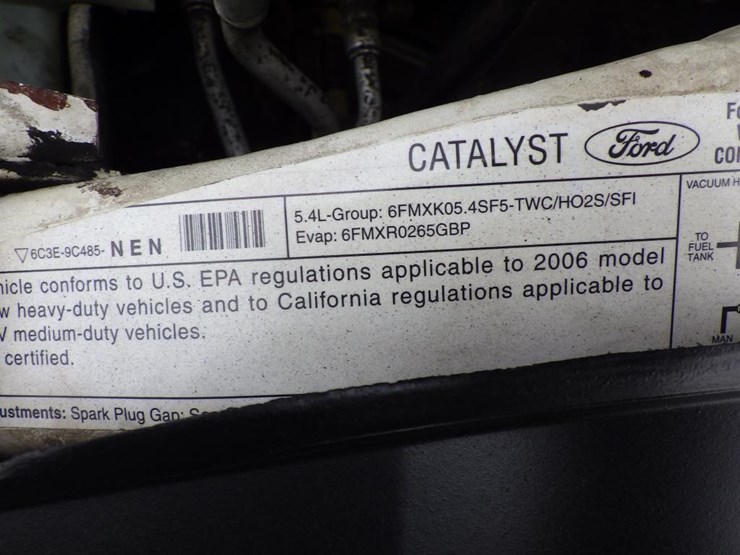 CATALYST Ford
5.4L-Group: 6FMXK05.4SF5-TWC/HO2S/SFI
Evap: 6FMXR0265GBP
6C3E-9C485- NEN
hicle conforms to U.S. EPA regulations applicable to 2006 model
w heavy-duty vehicles and to California regulations applicable to
V medium-duty vehicles.
certified.
ustments: Spark Plug Gap:
VACUUM H
TO
FUEL
TANK
MAN